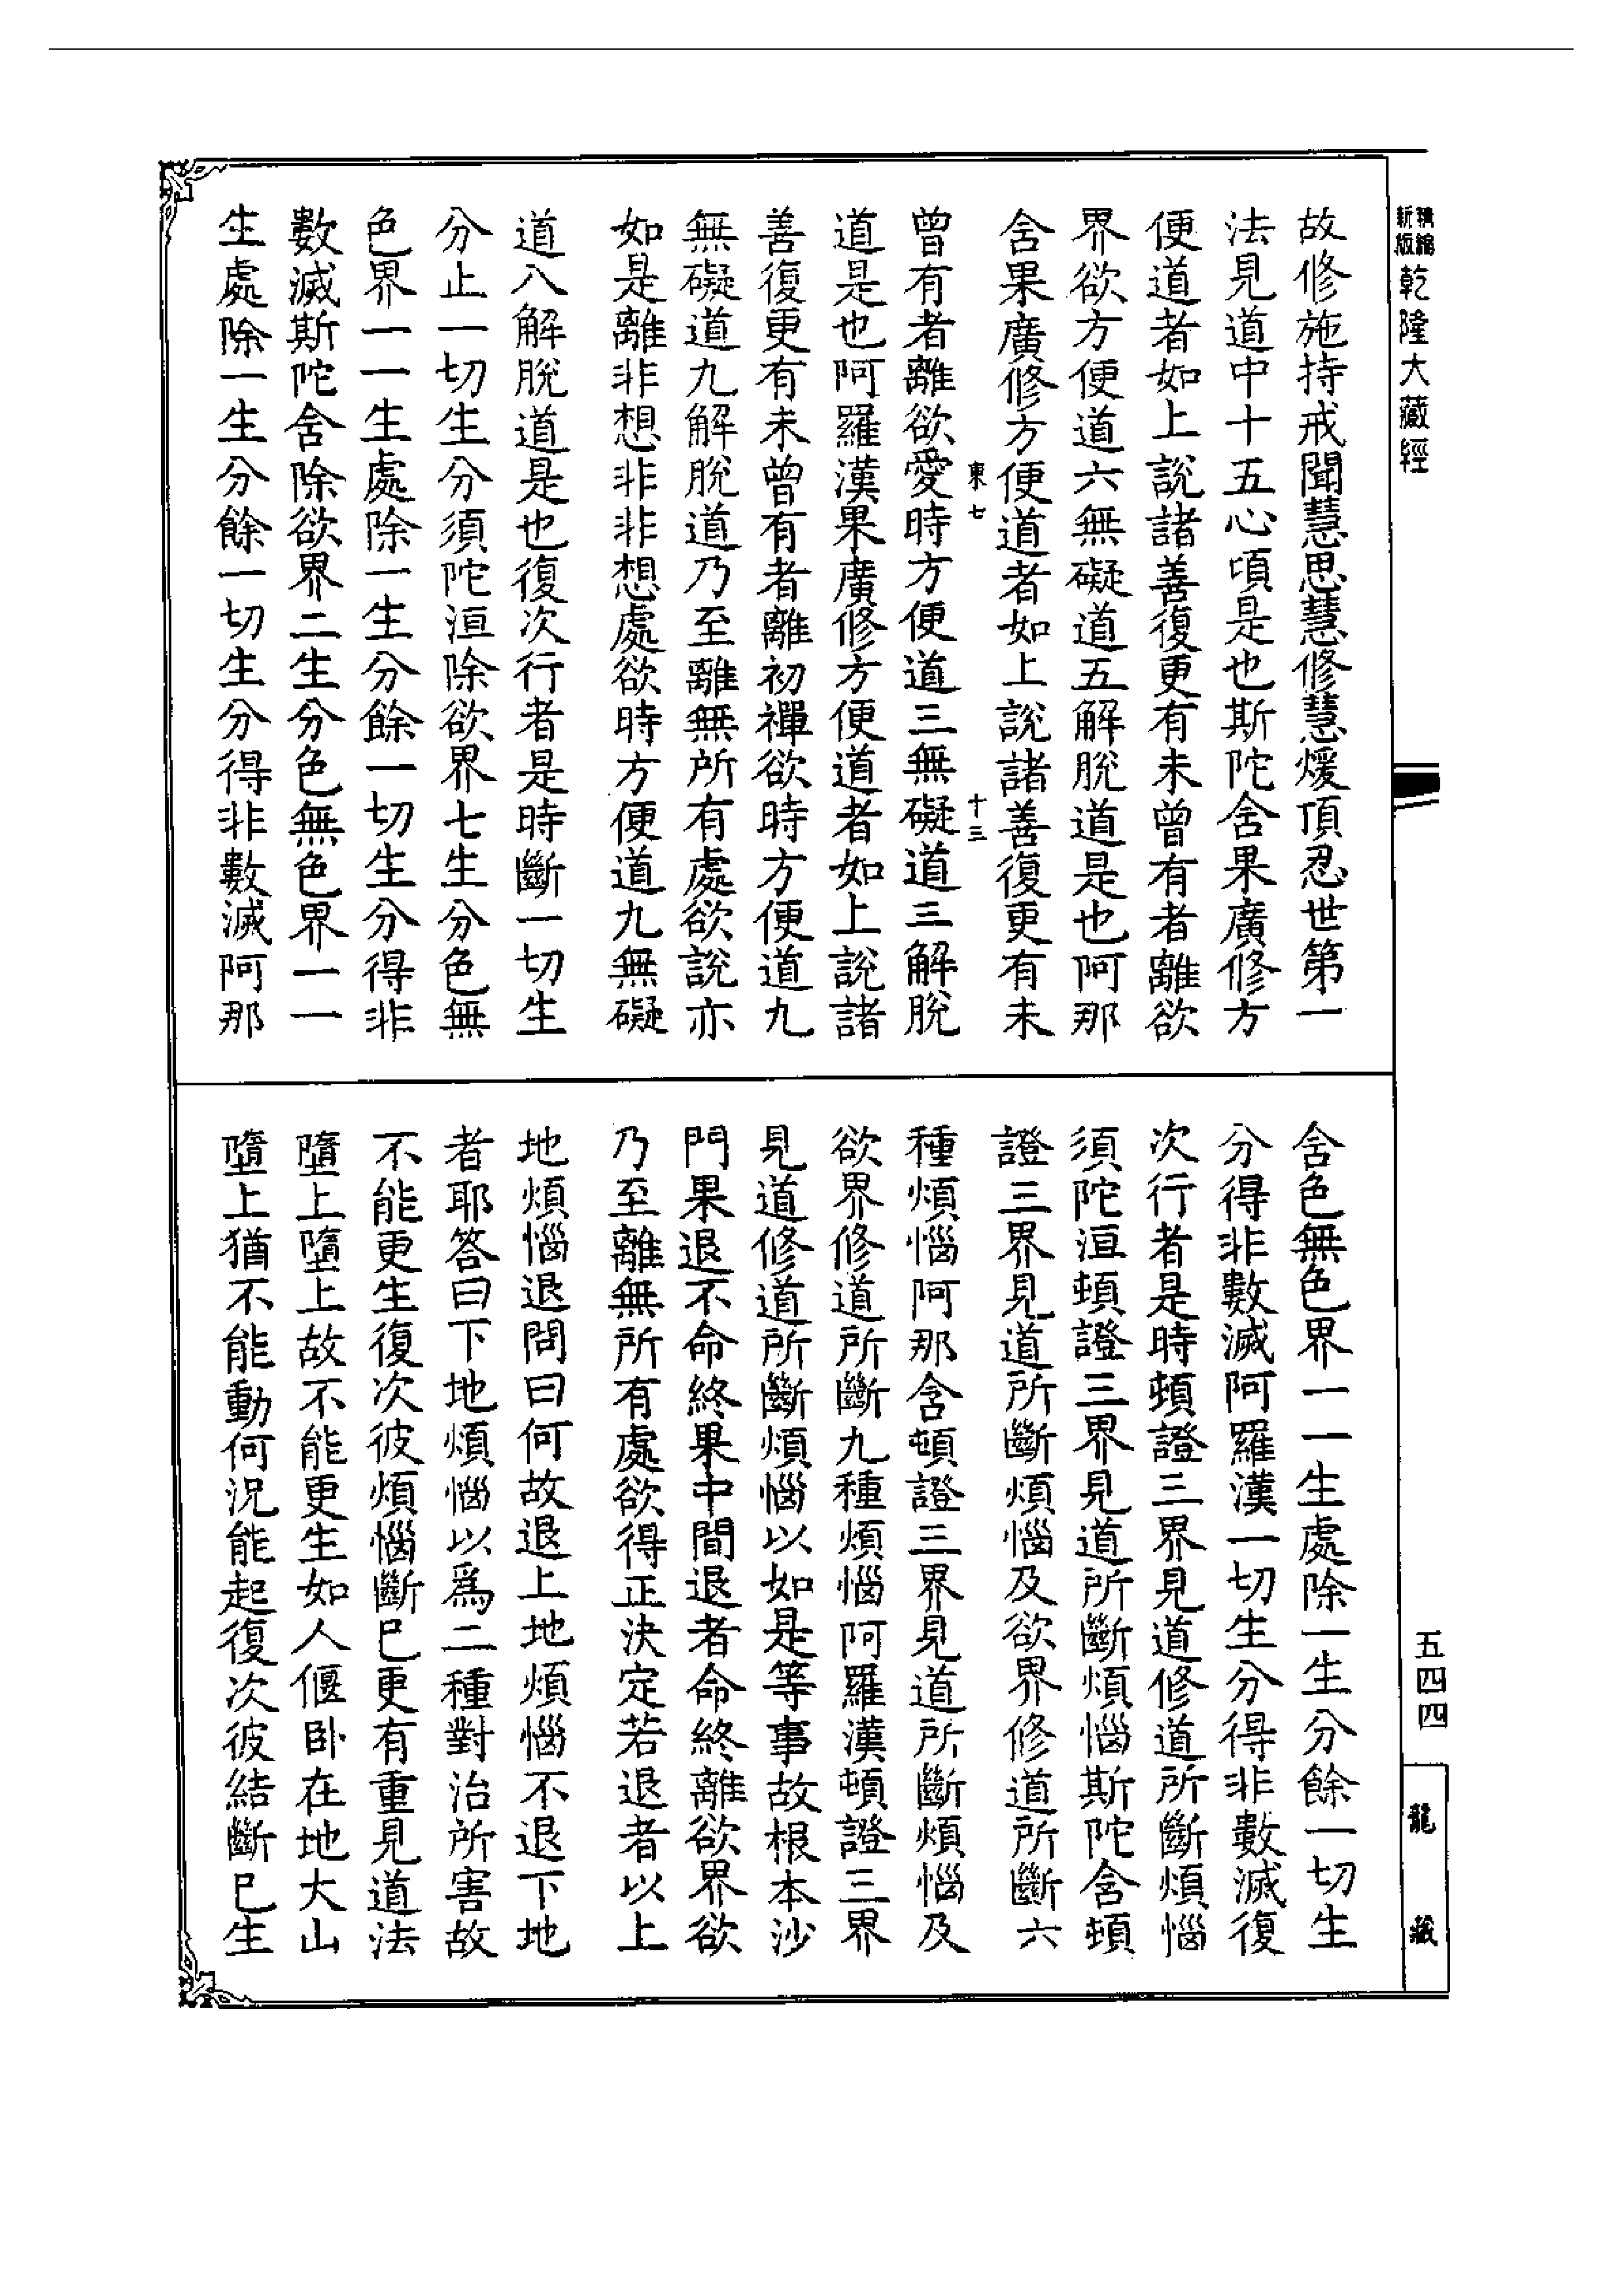 精縮新版乾隆大藏經
故修施持戒聞慧思慧修慧煖頂忍世第一
法見道中十五心頃是也斯陀含果廣修方
便道者如上說諸善復更有未曾有者離欲
界欲方便道六無礙道五解脫道是也阿那
含果廣修方便道者如上說諸善復更有未
東七 十三
曾有者離欲愛時方便道三無礙道三解脫
道是也阿羅漢果廣修方便道者如上說諸
善復更有未曾有者離初禪欲時方便道九
無礙道九解脫道乃至離無所有處欲說亦
如是離非想非非想處欲時方便道九無礙
道八解脫道是也復次行者是時斷一切生
分止一切生分須陀洹除欲界七生分色無
色界一一生處除一生分餘一切生分得非
數滅斯陀含除欲界二生分色無色界一一
生處除一生分餘一切生分得非數滅阿那
含色無色界一一生處除一生分餘一切生
分得非數滅阿羅漢一切生分得非數滅復
次行者是時頓證三界見道修道所斷煩惱
須陀洹頓證三界見道所斷煩惱斯陀含頓
證三界見道所斷煩惱及欲界修道所斷六
種煩惱阿那含頓證三界見道所斷煩惱及
欲界修道所斷九種煩惱阿羅漢頓證三界
見道修道所斷煩惱以如是等事故根本沙
門果退不命終果中間退者命終離欲界欲
乃至離無所有處欲得正決定若退者以上
地煩惱退問曰何故退上地煩惱不退下地
者耶答曰下地煩惱以爲二種對治所害故
不能更生復次彼煩惱斷已更有重見道法
墮上墮上故不能更生如人偃卧在地大山
墮上猶不能動何況能起復次彼結斷已生
五四四
龍藏